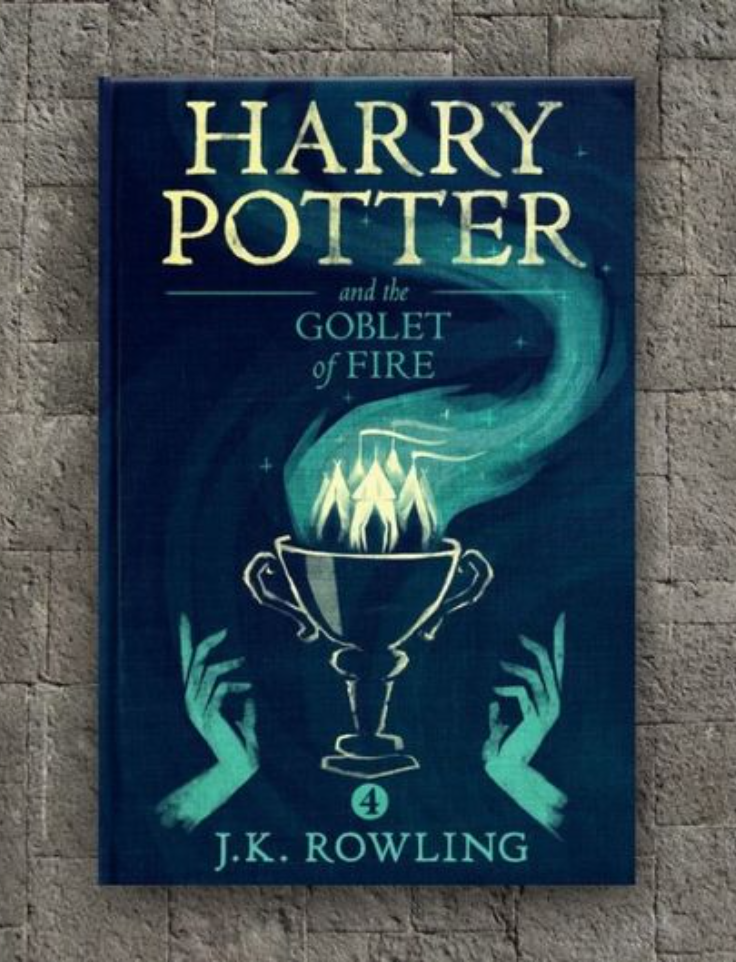 HARRY
POTTER
and the
GOBLET
of FIRE
4
J.K. ROWLING